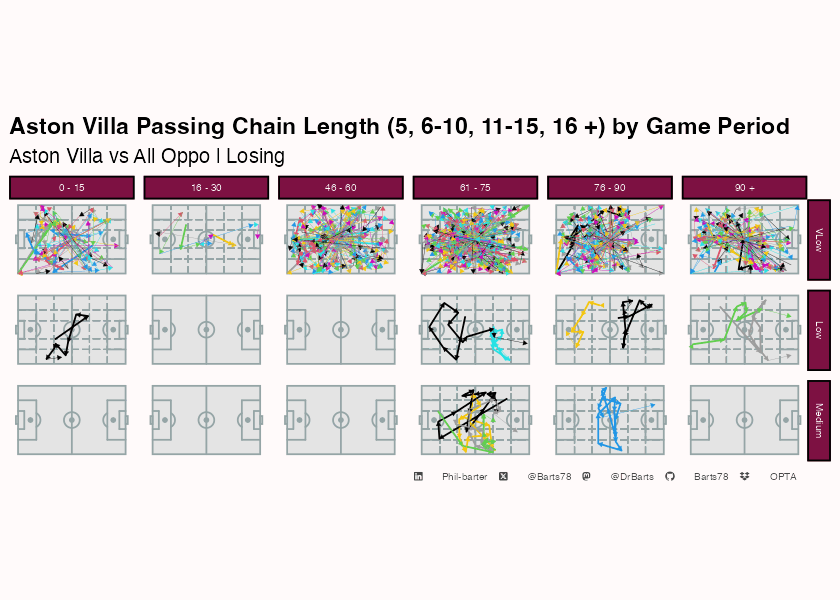 Aston Villa Passing Chain Length (5, 6-10, 11-15, 16 +) by Game Period
Aston Villa vs All Oppo | Losing
0 - 15 16 - 30 46 - 60 61 - 75 76 - 90 90 +
VLow
Low
Medium
Phil-barter @Barts78 @DrBarts Barts78 OPTA